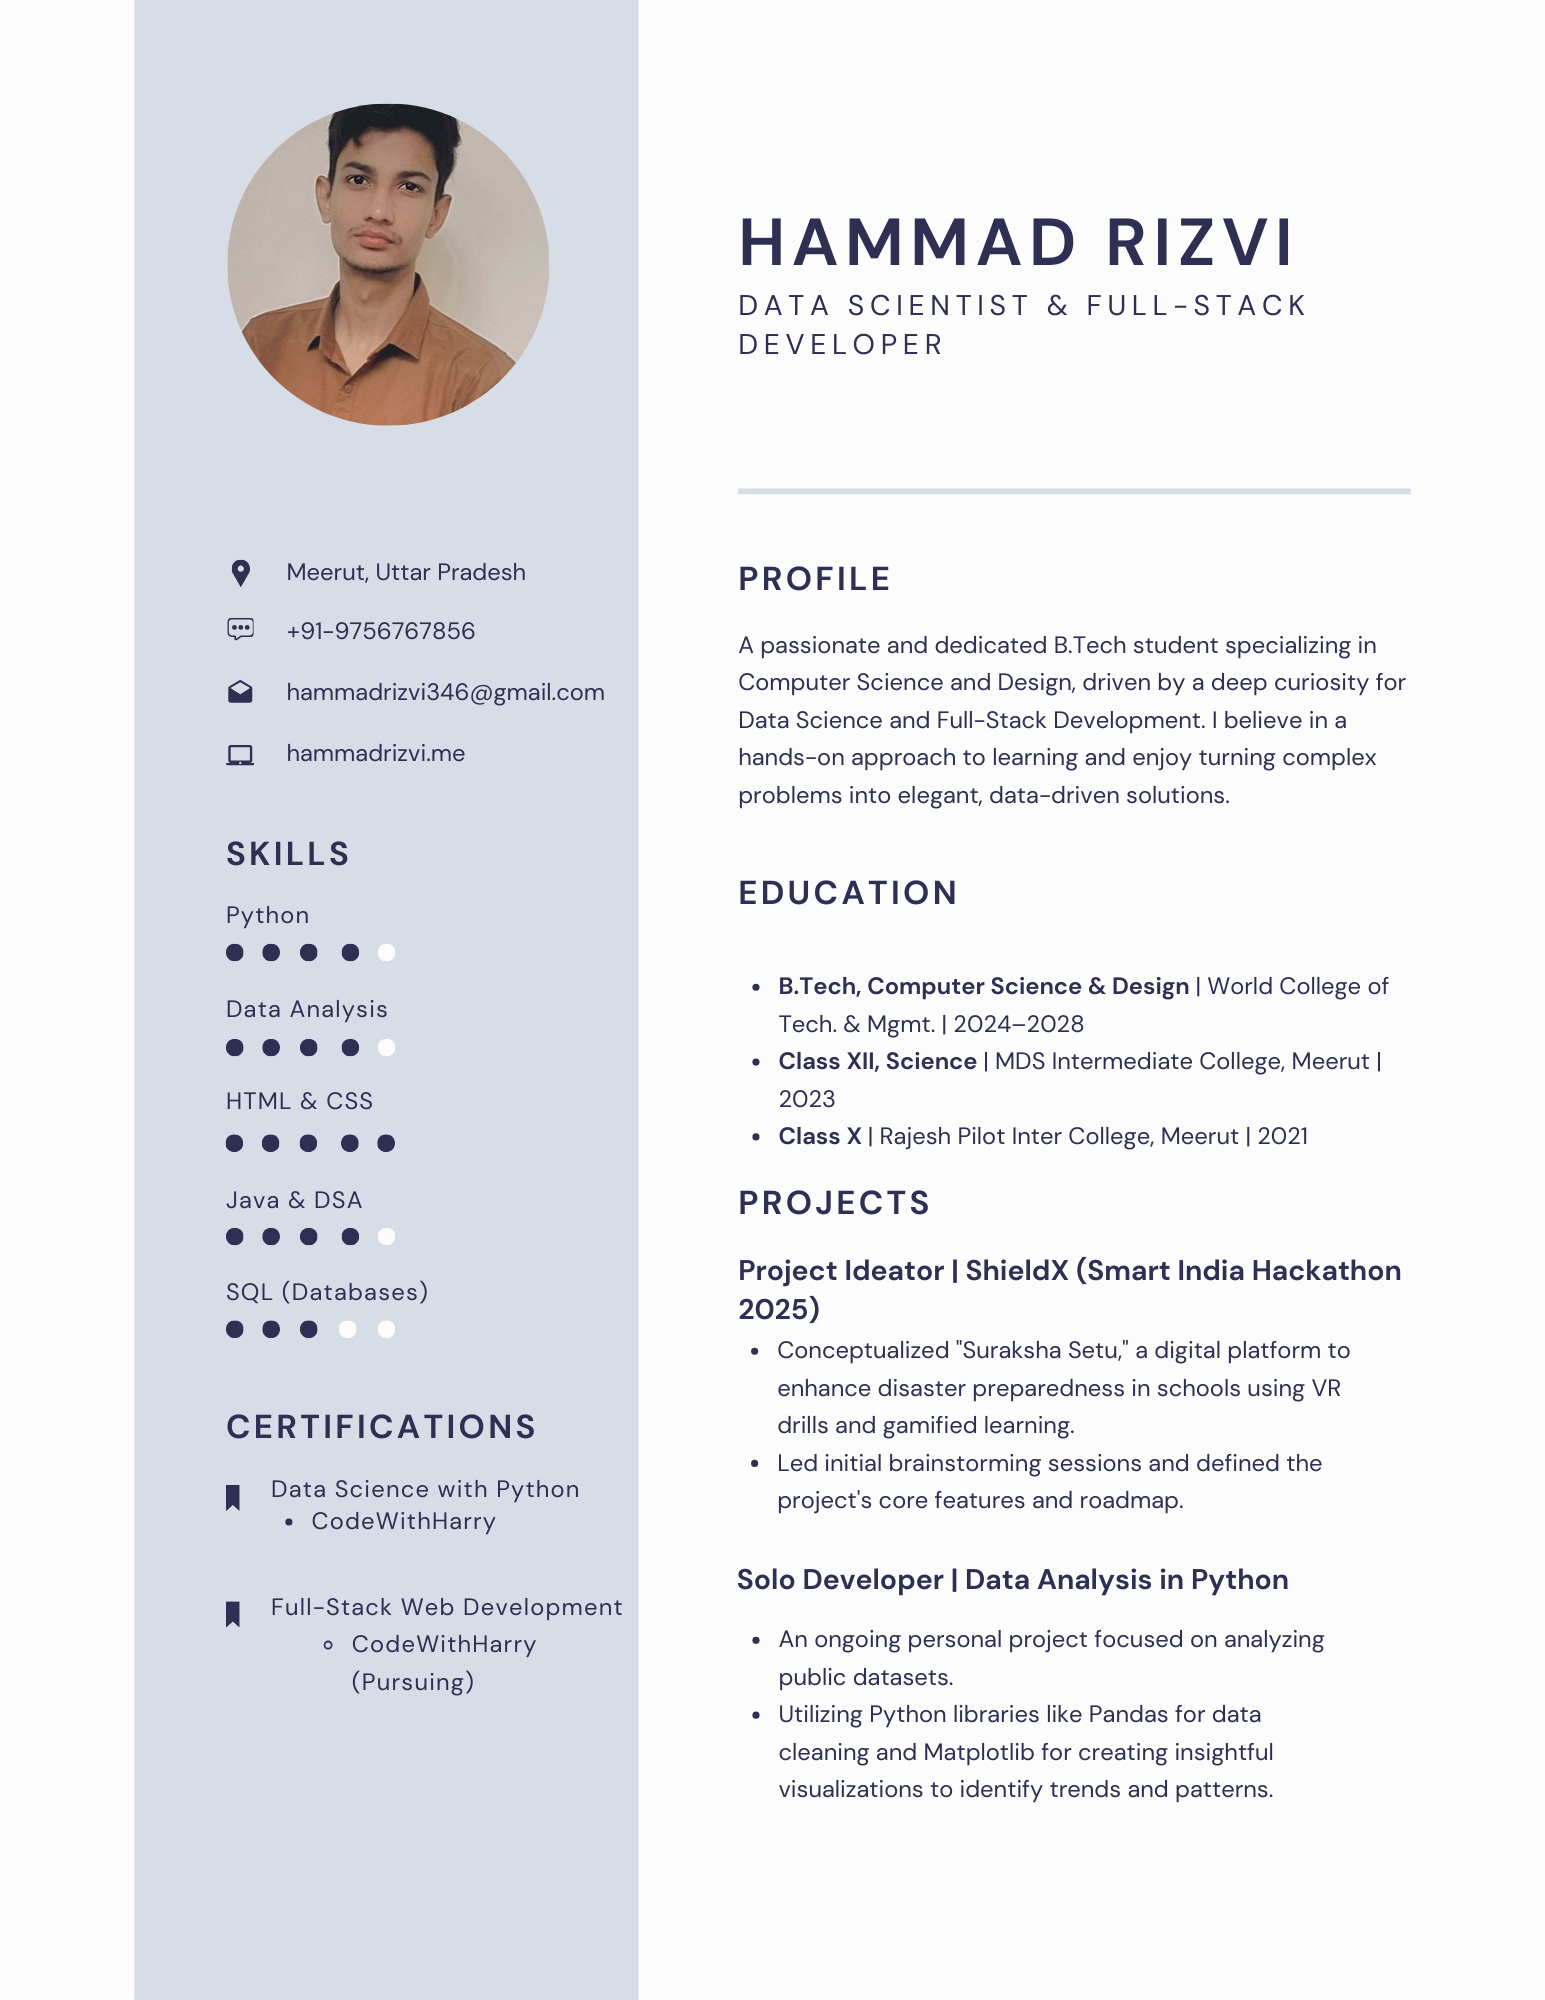 HAMMAD RIZVI
DATA SCIENTIST & FULL-STACK
DEVELOPER
Meerut, Uttar Pradesh
+91-9756767856
hammadrizvi346@gmail.com
hammadrizvi.me
SKILLS
Python
Data Analysis
HTML & CSS
Java & DSA
SQL (Databases)
CERTIFICATIONS
Data Science with Python
• CodeWithHarry
Full-Stack Web Development
◦ CodeWithHarry
(Pursuing)
PROFILE
A passionate and dedicated B.Tech student specializing in
Computer Science and Design, driven by a deep curiosity for
Data Science and Full-Stack Development. I believe in a
hands-on approach to learning and enjoy turning complex
problems into elegant, data-driven solutions.
EDUCATION
• B.Tech, Computer Science & Design | World College of
Tech. & Mgmt. | 2024–2028
• Class XII, Science | MDS Intermediate College, Meerut |
2023
• Class X | Rajesh Pilot Inter College, Meerut | 2021
PROJECTS
Project Ideator | ShieldX (Smart India Hackathon
2025)
• Conceptualized "Suraksha Setu," a digital platform to
enhance disaster preparedness in schools using VR
drills and gamified learning.
• Led initial brainstorming sessions and defined the
project's core features and roadmap.
Solo Developer | Data Analysis in Python
• An ongoing personal project focused on analyzing
public datasets.
• Utilizing Python libraries like Pandas for data
cleaning and Matplotlib for creating insightful
visualizations to identify trends and patterns.